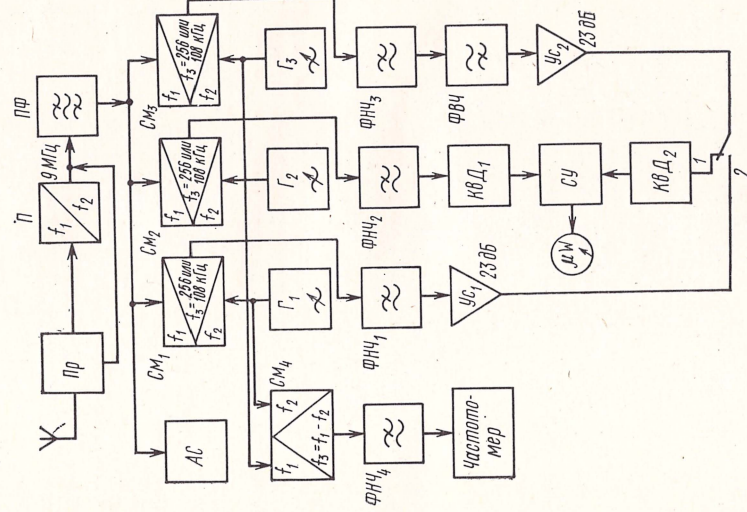 Пр
П
f₁
f₂
9 МГц
ПФ
АС
СМ₁
f₁
f₃ = 256 или
108 кГц
f₂
СМ₂
f₁
f₃ = 256 или
108 кГц
f₂
СМ₃
f₁
f₃ = 256 или
108 кГц
f₂
СМ₄
f₁
f₂
f₃ = f₁ - f₂
Г₁
Г₂
Г₃
ФНЧ₄
ФНЧ₁
ФНЧ₂
ФНЧ₃
Частото-
мер
УС₁
23 дБ
КВД₁
ФВЧ
μW
СУ
УС₂
23 дБ
КВД₂
1
2